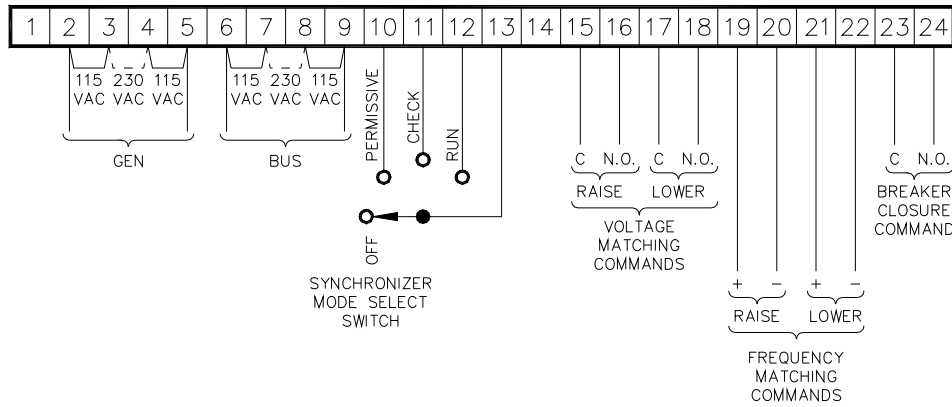 1 2 3 4 5 6 7 8 9 10 11 12 13 14 15 16 17 18 19 20 21 22 23 24
115 VAC
230 VAC
115 VAC
GEN
115 VAC
230 VAC
115 VAC
BUS
PERMISSIVE
CHECK
RUN
OFF
SYNCHRONIZER
MODE SELECT
SWITCH
C N.O. C N.O.
RAISE LOWER
VOLTAGE
MATCHING
COMMANDS
+ − + −
RAISE LOWER
FREQUENCY
MATCHING
COMMANDS
C N.O.
BREAKER
CLOSURE
COMMAND